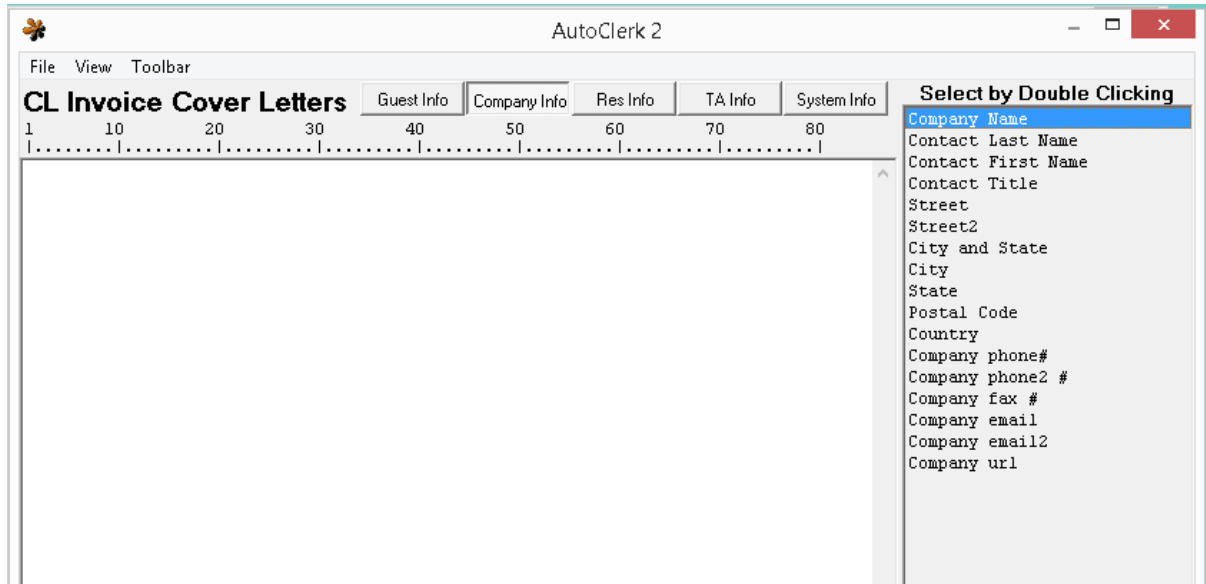 AutoClerk 2
File View Toolbar
CL Invoice Cover Letters Guest Info Company Info Res Info TA Info System Info Select by Double Clicking
1 10 20 30 40 50 60 70 80
Company Name
Contact Last Name
Contact First Name
Contact Title
Street
Street2
City and State
City
State
Postal Code
Country
Company phone#
Company phone2 #
Company fax #
Company email
Company email2
Company url